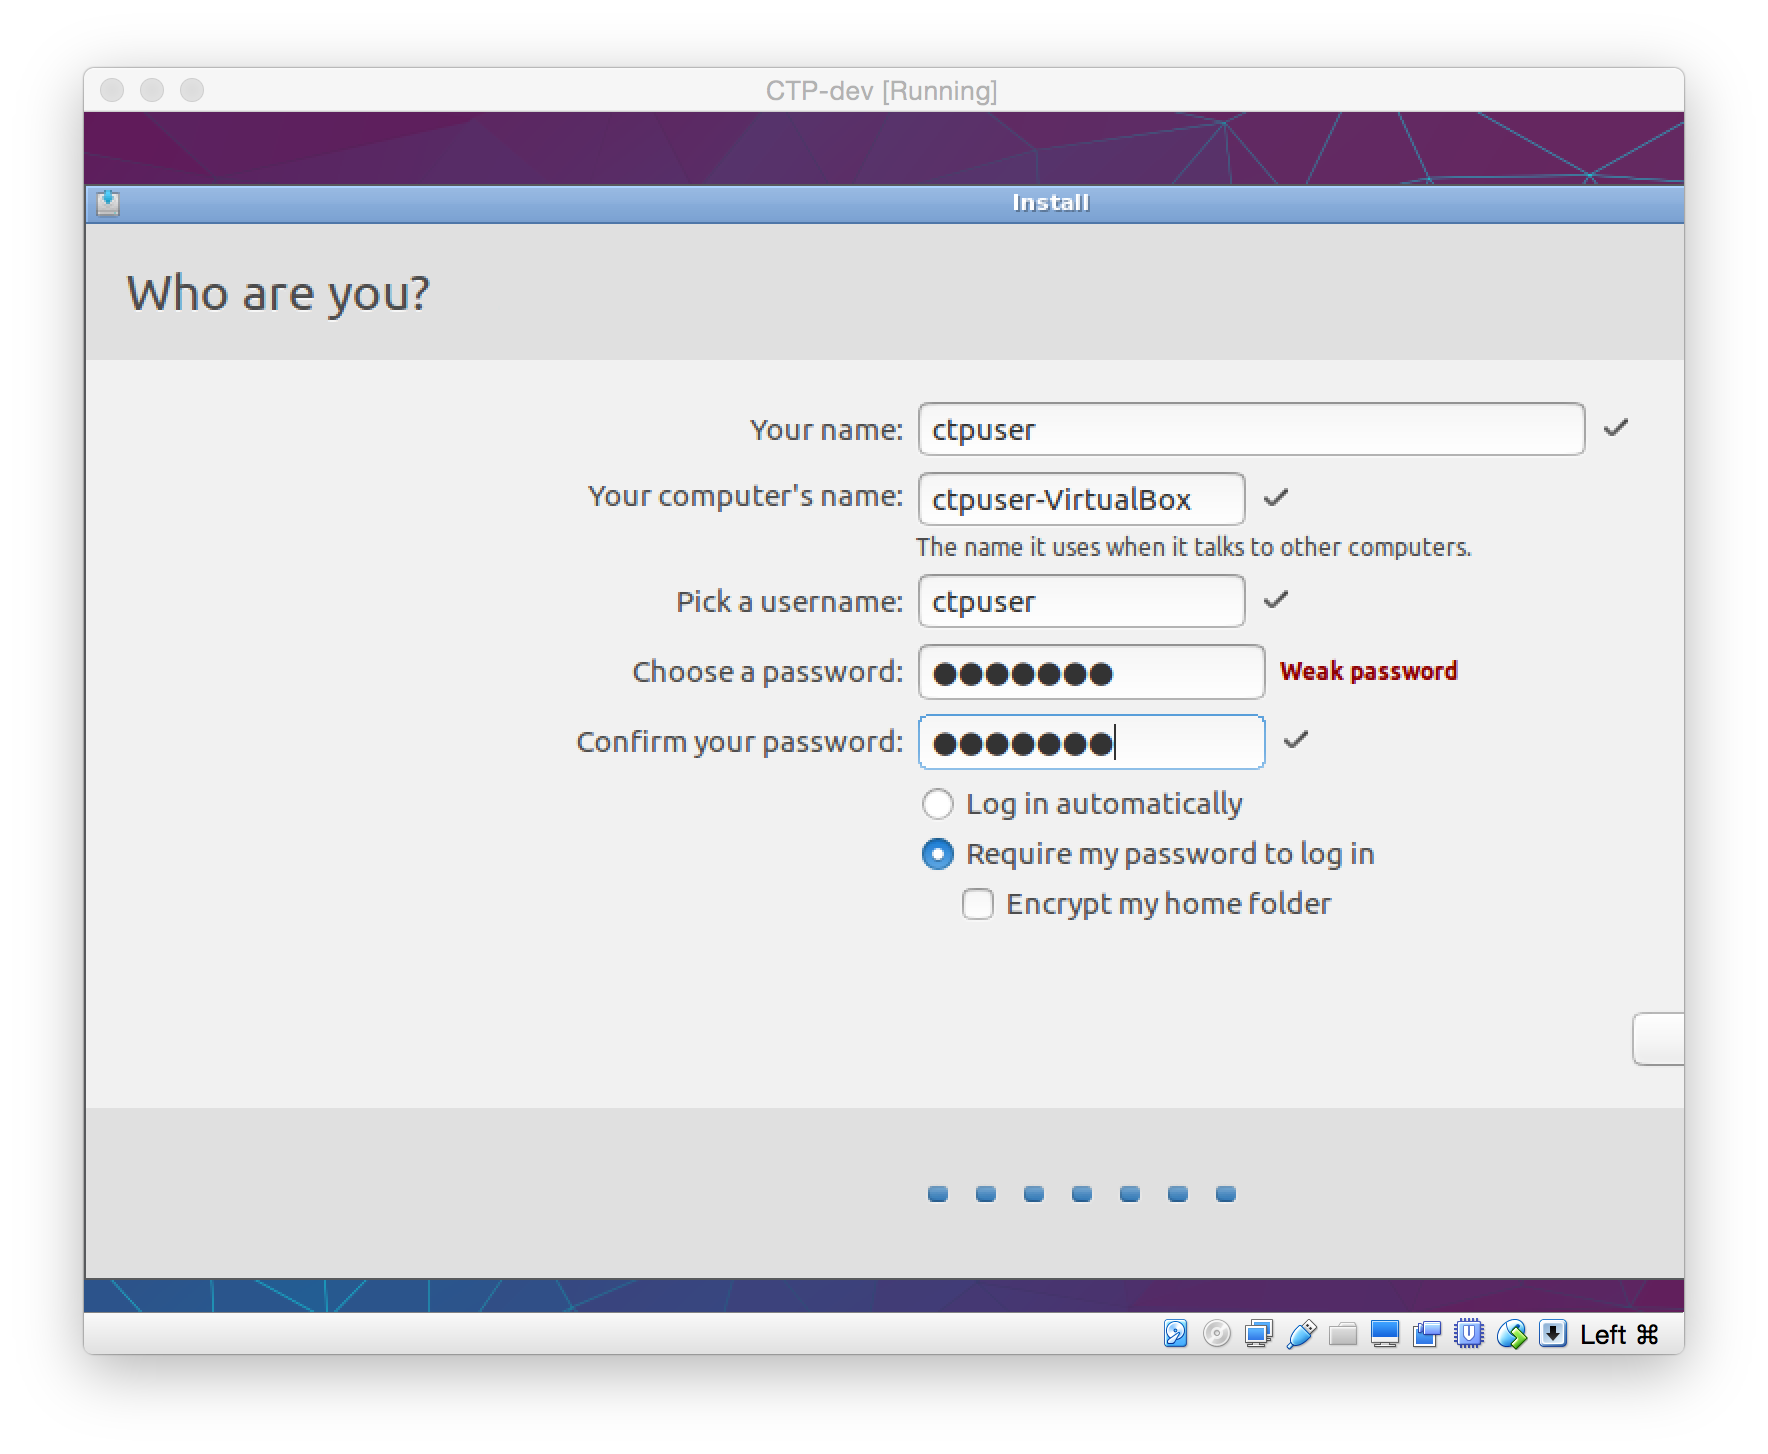 CTP-dev [Running]
Install
Who are you?
Your name: ctpuser
Your computer's name: ctpuser-VirtualBox
The name it uses when it talks to other computers.
Pick a username: ctpuser
Choose a password: ●●●●●●● Weak password
Confirm your password: ●●●●●●●
Log in automatically
Require my password to log in
Encrypt my home folder
Left ⌘